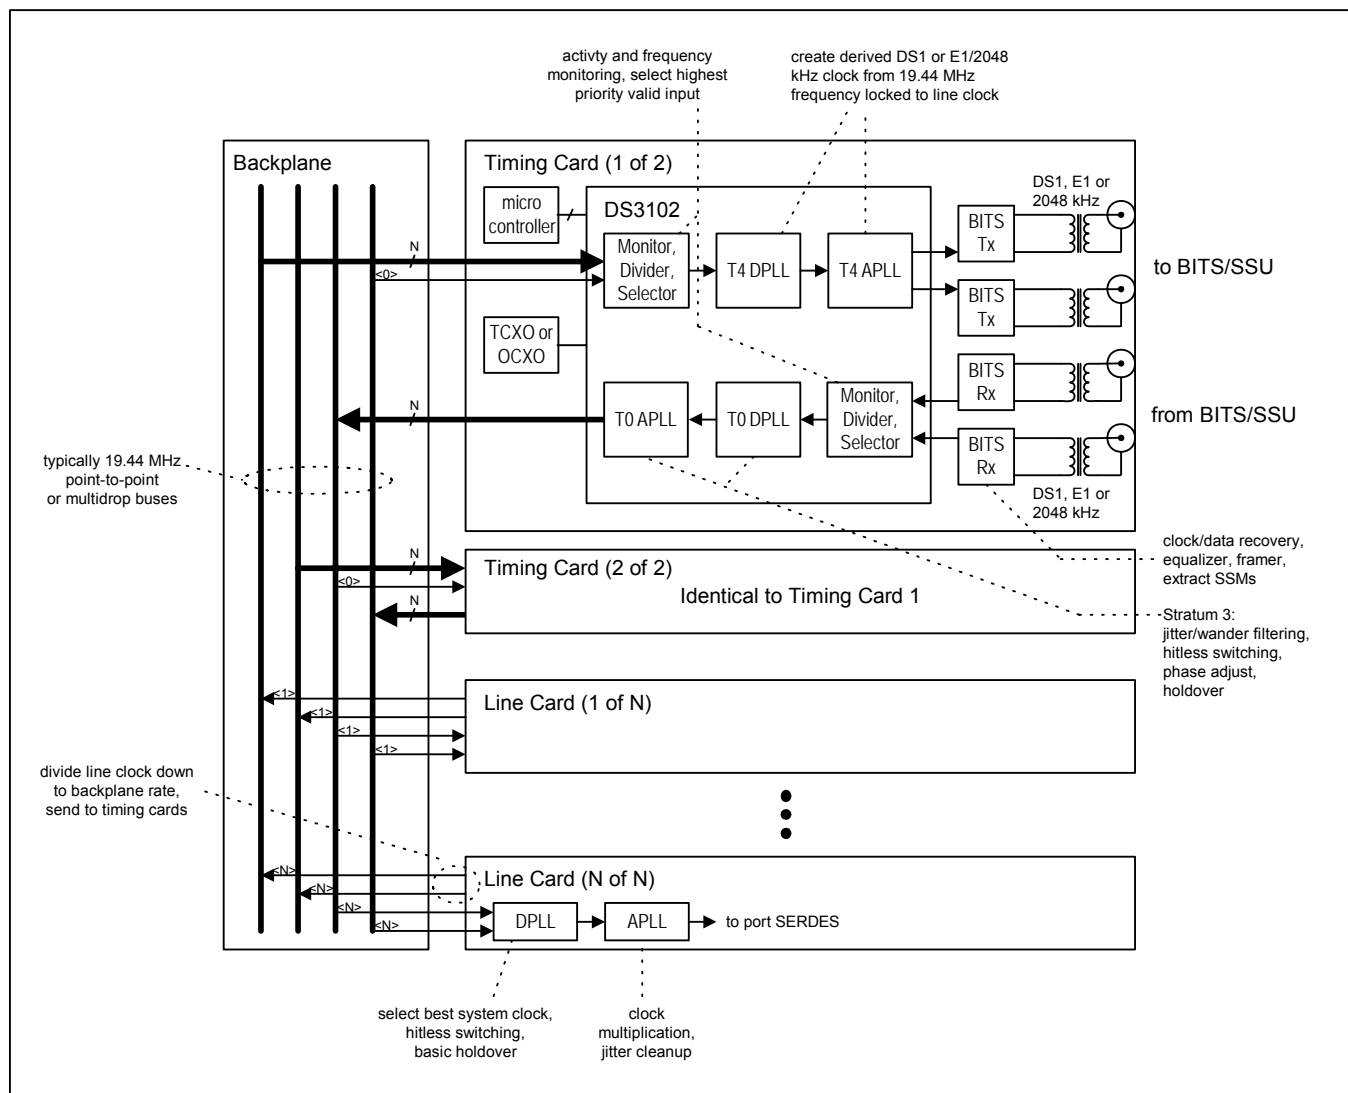 activty and frequency
monitoring, select highest
priority valid input
create derived DS1 or E1/2048
kHz clock from 19.44 MHz
frequency locked to line clock
Backplane
Timing Card (1 of 2)
micro
controller
DS3102
DS1, E1 or
2048 kHz
BITS
Tx
N
Monitor,
Divider,
Selector
T4 DPLL
T4 APLL
<0>
to BITS/SSU
BITS
Tx
TCXO or
OCXO
BITS
Rx
N
T0 APLL
T0 DPLL
Monitor,
Divider,
Selector
from BITS/SSU
BITS
Rx
typically 19.44 MHz
point-to-point
or multidrop buses
DS1, E1 or
2048 kHz
clock/data recovery,
equalizer, framer,
extract SSMs
N
Timing Card (2 of 2)
<0>
Identical to Timing Card 1
N
Stratum 3:
jitter/wander filtering,
hitless switching,
phase adjust,
holdover
<1>
Line Card (1 of N)
<1>
<1>
<1>
divide line clock down
to backplane rate,
send to timing cards
<N>
Line Card (N of N)
<N>
<N>
<N>
DPLL
APLL
to port SERDES
select best system clock,
hitless switching,
basic holdover
clock
multiplication,
jitter cleanup